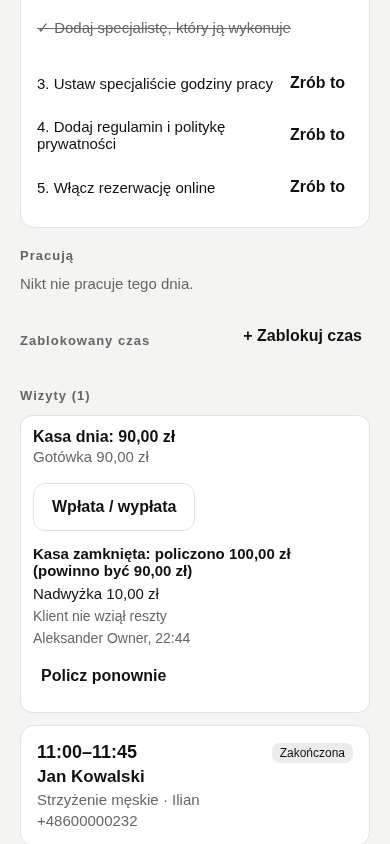 ✓ Dodaj specjalistę, który ją wykonuje
3. Ustaw specjaliście godziny pracy Zrób to
4. Dodaj regulamin i politykę
prywatności Zrób to
5. Włącz rezerwację online Zrób to
Pracują
Nikt nie pracuje tego dnia.
Zablokowany czas + Zablokuj czas
Wizyty (1)
Kasa dnia: 90,00 zł
Gotówka 90,00 zł
Wpłata / wypłata
Kasa zamknięta: policzono 100,00 zł
(powinno być 90,00 zł)
Nadwyżka 10,00 zł
Klient nie wziął reszty
Aleksander Owner, 22:44
Policz ponownie
11:00–11:45 Zakończona
Jan Kowalski
Strzyżenie męskie · Ilian
+48600000232